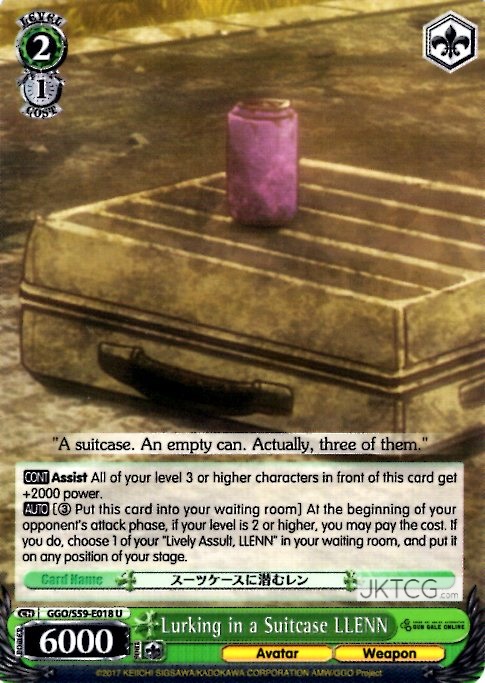 LEVEL
2
1
COST
"A suitcase. An empty can. Actually, three of them."
CONT Assist All of your level 3 or higher characters in front of this card get
+2000 power.
AUTO [③ Put this card into your waiting room] At the beginning of your
opponent's attack phase, if your level is 2 or higher, you may pay the cost. If
you do, choose 1 of your "Lively Assult, LLENN" in your waiting room, and put it
on any position of your stage.
Card Name スーツケースに潜むレン
JKTCG.com
CH GGO/S59-E018 U
POWER 6000 SOUL Lurking in a Suitcase LLENN GUN GALE ONLINE
Avatar Weapon
©2017 KEIICHI SIGSAWA/KADOKAWA CORPORATION AMW/GGO Project